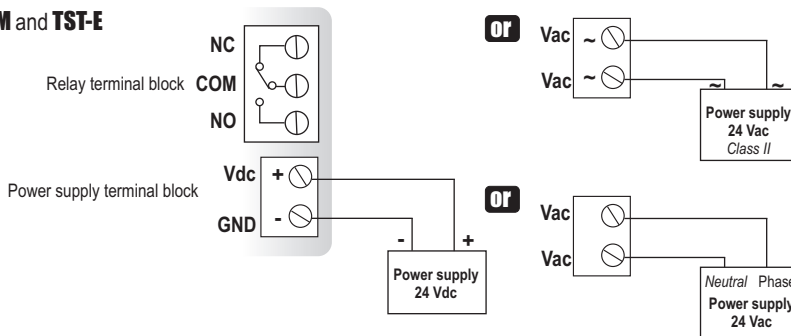 M and TST-E
NC
Relay terminal block COM
NO
Vdc +
Power supply terminal block
GND -
- +
Power supply
24 Vdc
or
Vac ~
Vac ~
~ ~
Power supply
24 Vac
Class II
or
Vac
Vac
Neutral Phase
Power supply
24 Vac